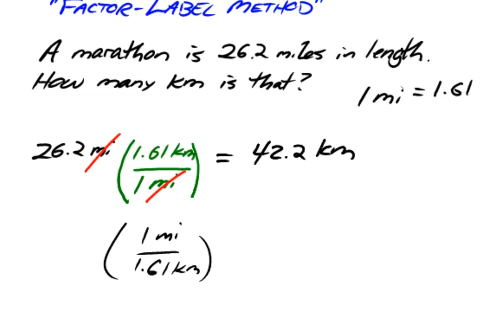 "FACTOR-LABEL METHOD"
A marathon is 26.2 miles in length.
How many km is that?
1 mi = 1.61
26.2 mi (1.61 km / 1 mi) = 42.2 km
(1 mi / 1.61 km)